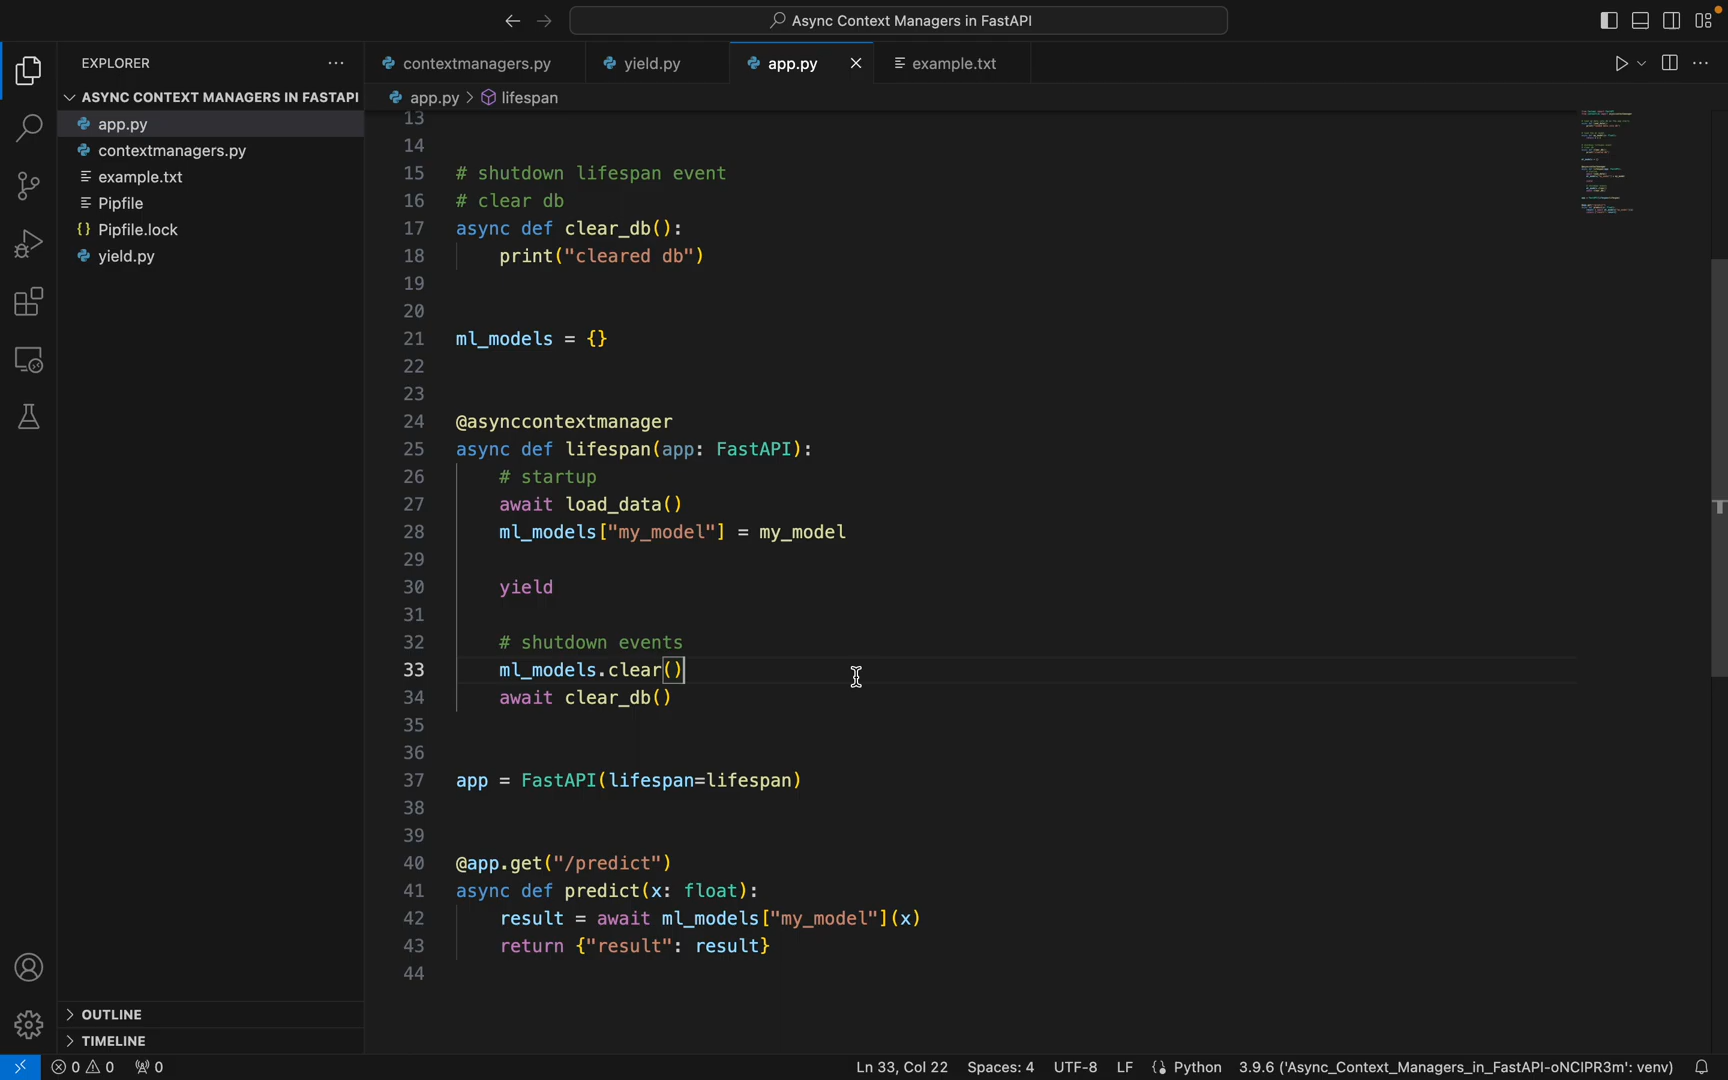 Async Context Managers in FastAPI
EXPLORER
ASYNC CONTEXT MANAGERS IN FASTAPI
app.py
contextmanagers.py
example.txt
Pipfile
Pipfile.lock
yield.py
OUTLINE
TIMELINE
contextmanagers.py yield.py app.py example.txt
app.py > lifespan
13
14
15 # shutdown lifespan event
16 # clear db
17 async def clear_db():
18     print("cleared db")
19
20
21 ml_models = {}
22
23
24 @asynccontextmanager
25 async def lifespan(app: FastAPI):
26     # startup
27     await load_data()
28     ml_models["my_model"] = my_model
29
30     yield
31
32     # shutdown events
33     ml_models.clear()
34     await clear_db()
35
36
37 app = FastAPI(lifespan=lifespan)
38
39
40 @app.get("/predict")
41 async def predict(x: float):
42     result = await ml_models["my_model"](x)
43     return {"result": result}
44
0 0 0 Ln 33, Col 22 Spaces: 4 UTF-8 LF Python 3.9.6 ('Async_Context_Managers_in_FastAPI-oNCIPR3m': venv)